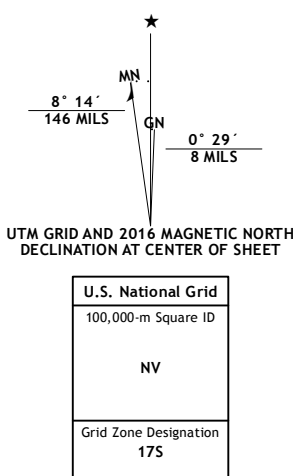 MN
8° 14´
146 MILS
GN
0° 29´
8 MILS
UTM GRID AND 2016 MAGNETIC NORTH
DECLINATION AT CENTER OF SHEET
U.S. National Grid
100,000-m Square ID
NV
Grid Zone Designation
17S